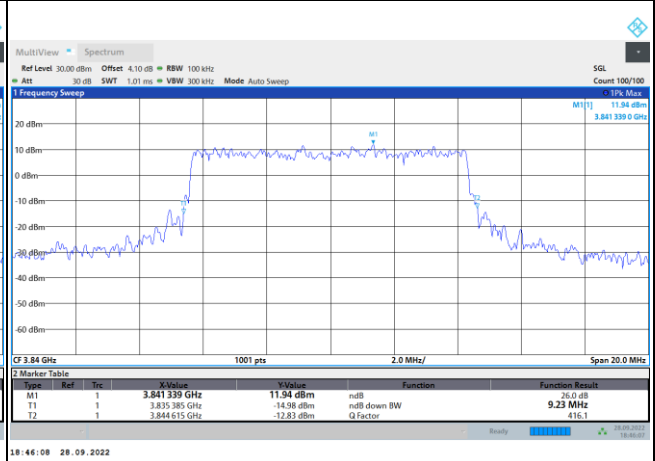 MultiView Spectrum
Ref Level 30.00 dBm Offset 4.10 dB RBW 100 kHz SGL
Att 30 dB SWT 1.01 ms VBW 300 kHz Mode Auto Sweep Count 100/100
1 Frequency Sweep 1Pk Max
M1[1] 11.94 dBm
3.841 339 0 GHz
20 dBm
M1
10 dBm
0 dBm
-10 dBm
T1
T2
-20 dBm
-30 dBm
-40 dBm
-50 dBm
-60 dBm
CF 3.84 GHz 1001 pts 2.0 MHz/ Span 20.0 MHz
2 Marker Table
Type Ref Trc X-Value Y-Value Function Function Result
M1 1 3.841 339 GHz 11.94 dBm ndB 26.0 dB
T1 1 3.835 385 GHz -14.98 dBm ndB down BW 9.23 MHz
T2 1 3.844 615 GHz -12.83 dBm Q Factor 416.1
Ready 28.09.2022
18:46:07
18:46:08 28.09.2022